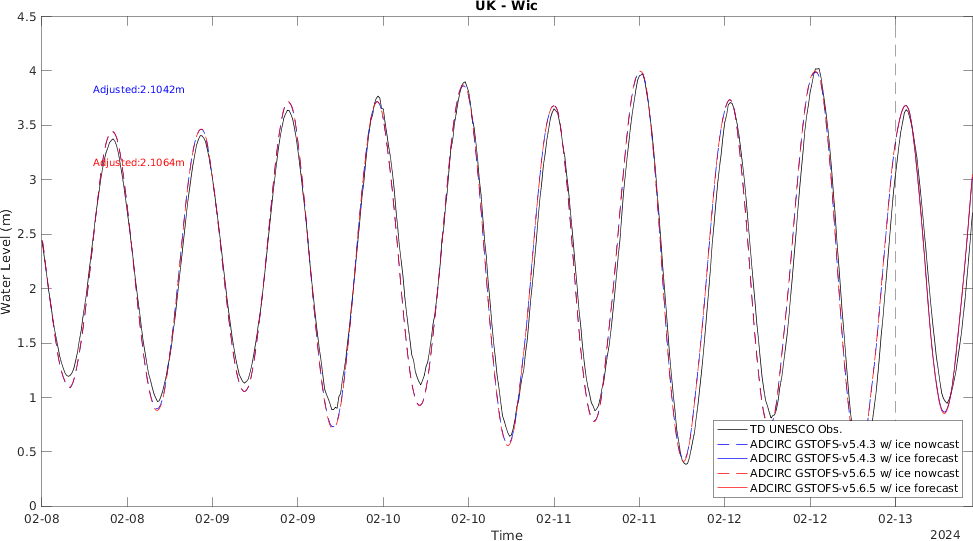 UK - Wic
4.5
4
3.5
3
2.5
2
1.5
1
0.5
0
Water Level (m)
Adjusted:2.1042m
Adjusted:2.1064m
TD UNESCO Obs.
ADCIRC GSTOFS-v5.4.3 w/ ice nowcast
ADCIRC GSTOFS-v5.4.3 w/ ice forecast
ADCIRC GSTOFS-v5.6.5 w/ ice nowcast
ADCIRC GSTOFS-v5.6.5 w/ ice forecast
02-08 02-08 02-09 02-09 02-10 02-10 02-11 02-11 02-12 02-12 02-13
Time
2024